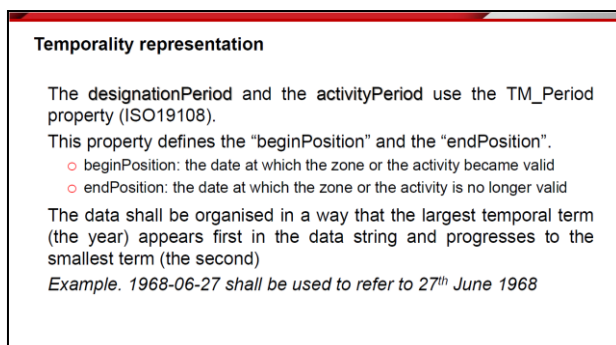 Temporality representation
The designationPeriod and the activityPeriod use the TM_Period
property (ISO19108).
This property defines the “beginPosition” and the “endPosition”.
○ beginPosition: the date at which the zone or the activity became valid
○ endPosition: the date at which the zone or the activity is no longer valid
The data shall be organised in a way that the largest temporal term
(the year) appears first in the data string and progresses to the
smallest term (the second)
Example. 1968-06-27 shall be used to refer to 27th June 1968